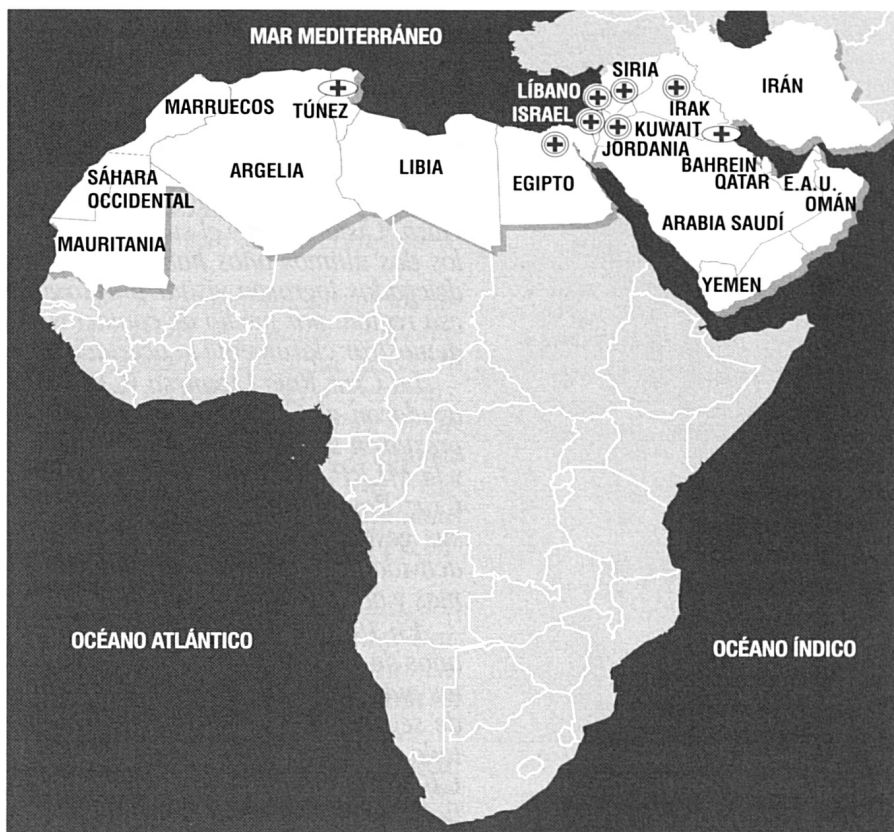 MAR MEDITERRÁNEO
SIRIA
IRÁN
LÍBANO
MARRUECOS
TÚNEZ
ISRAEL
IRAK
KUWAIT
JORDANIA
SÁHARA
OCCIDENTAL
ARGELIA
LIBIA
EGIPTO
BAHREIN
QATAR
E.A.U.
OMÁN
MAURITANIA
ARABIA SAUDÍ
YEMEN
OCÉANO ATLÁNTICO
OCÉANO ÍNDICO